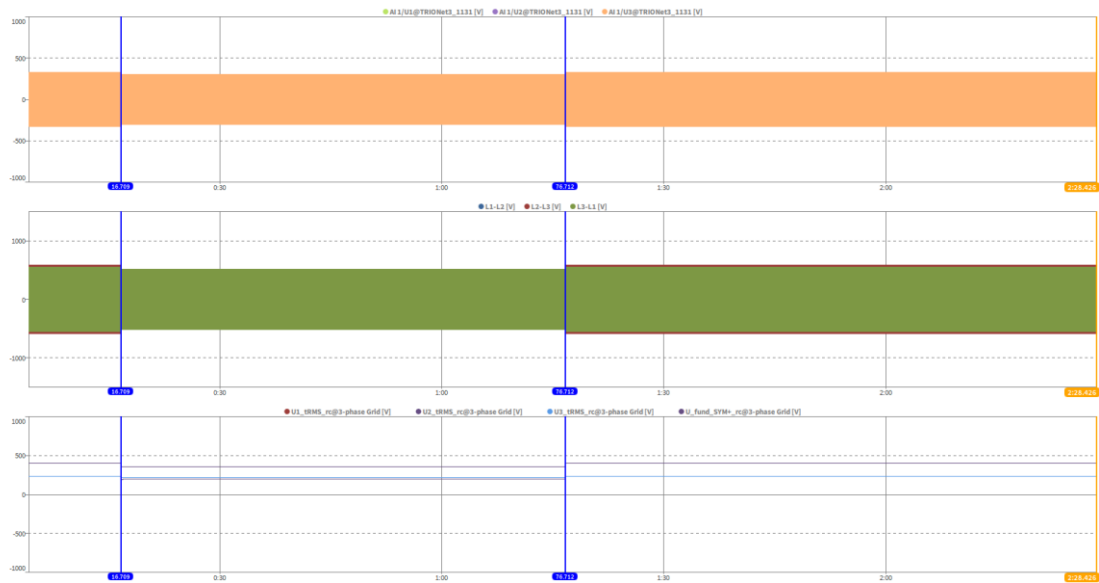 AI 1/U1@TRIONet3_1131 [V] AI 1/U2@TRIONet3_1131 [V] AI 1/U3@TRIONet3_1131 [V]
1000
500
0
-500
-1000
16.709 0:30 1:00 76.712 1:30 2:00 2:28.426
L1-L2 [V] L2-L3 [V] L3-L1 [V]
1000
0
-1000
16.709 0:30 1:00 76.712 1:30 2:00 2:28.426
U1_tRMS_rc@3-phase Grid [V] U2_tRMS_rc@3-phase Grid [V] U3_tRMS_rc@3-phase Grid [V] U_fund_SYM+_rc@3-phase Grid [V]
1000
500
0
-500
-1000
16.709 0:30 1:00 76.712 1:30 2:00 2:28.426